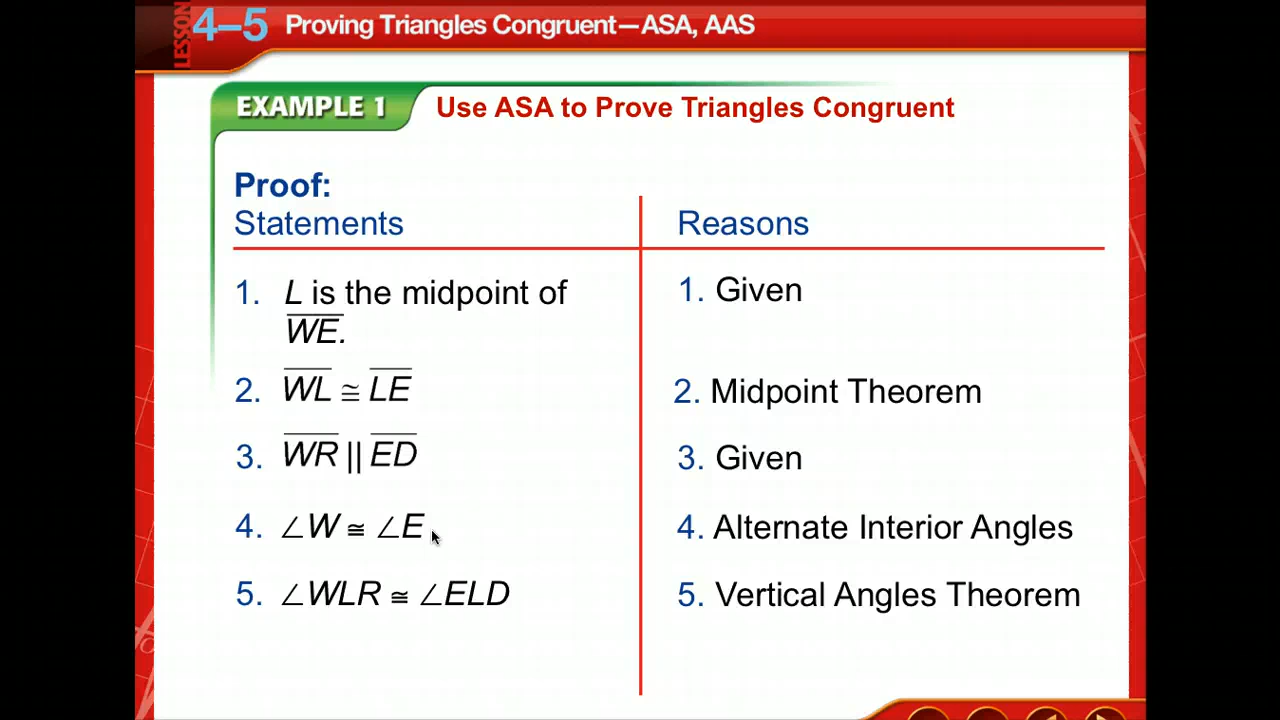 LESSON 4–5 Proving Triangles Congruent—ASA, AAS
EXAMPLE 1 Use ASA to Prove Triangles Congruent
Proof:
Statements Reasons
1. L is the midpoint of 1. Given
WE.
2. WL ≅ LE 2. Midpoint Theorem
3. WR || ED 3. Given
4. ∠W ≅ ∠E 4. Alternate Interior Angles
5. ∠WLR ≅ ∠ELD 5. Vertical Angles Theorem